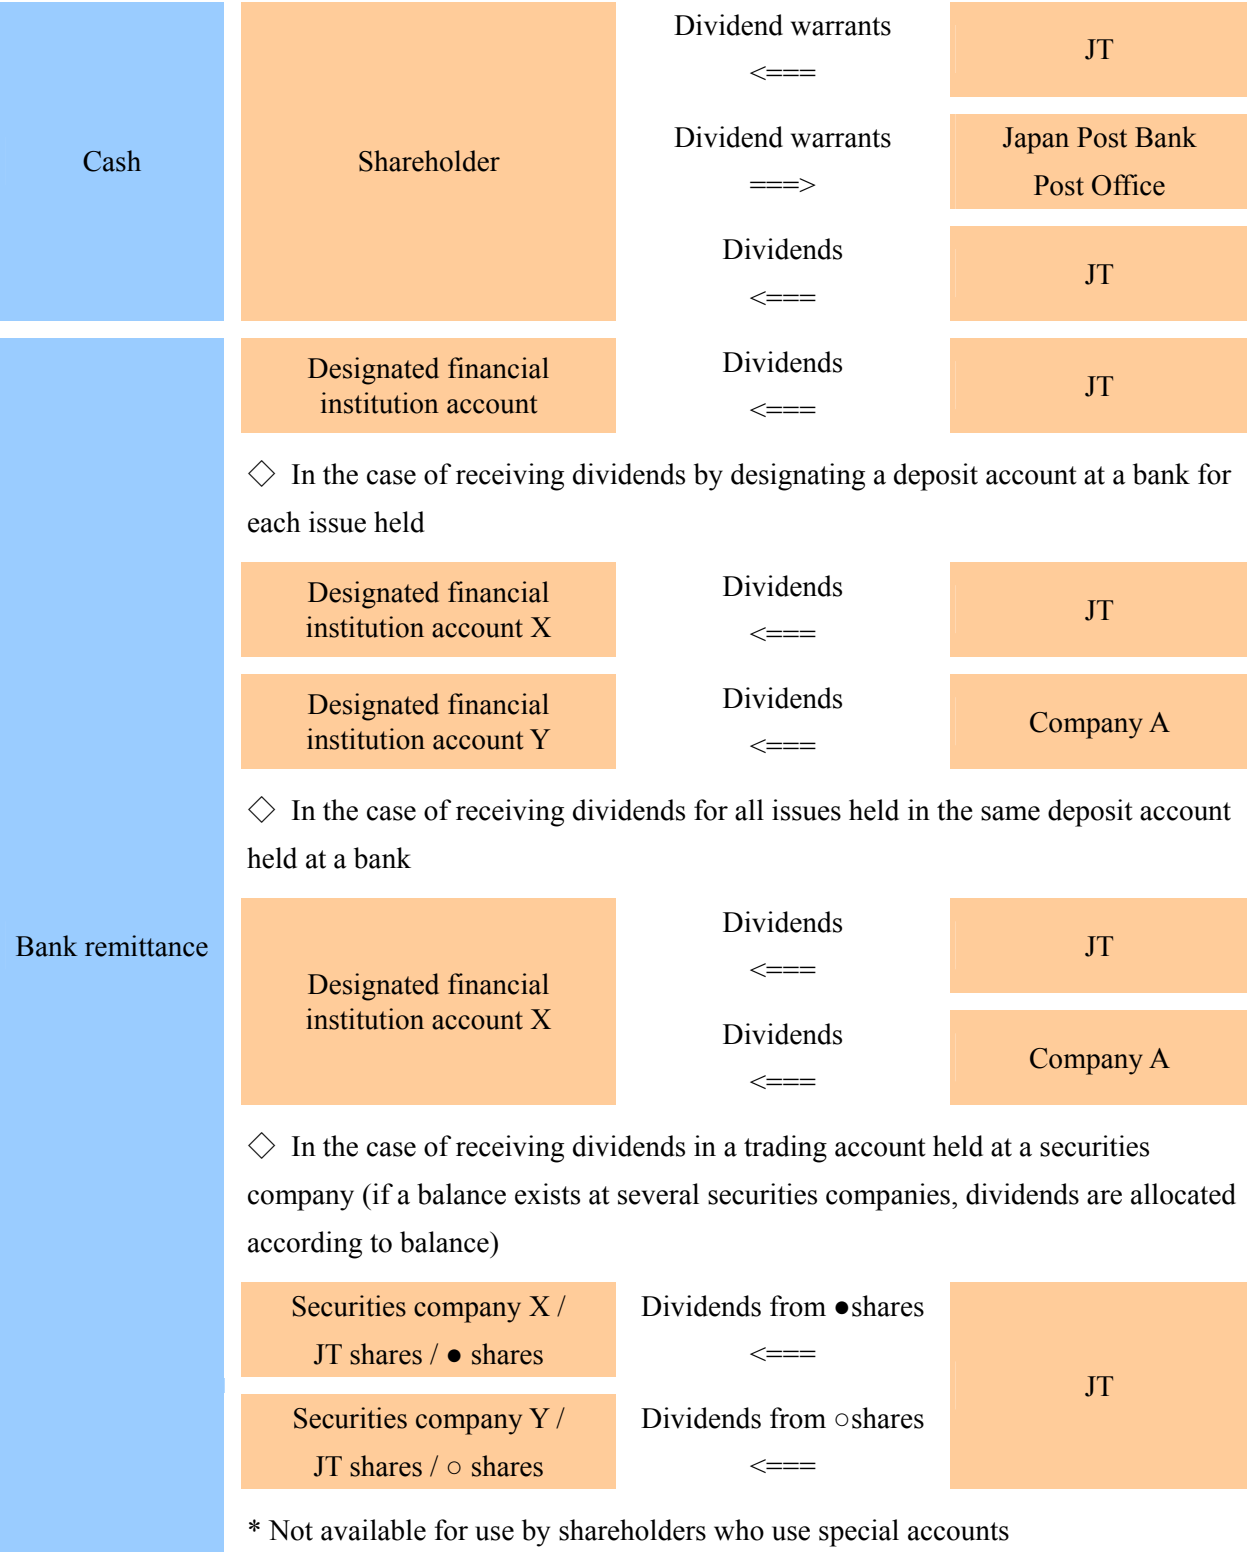 Cash
Shareholder
Dividend warrants
<===
JT
Dividend warrants
===>
Japan Post Bank
Post Office
Dividends
<===
JT
Bank remittance
Designated financial
institution account
Dividends
<===
JT
◇ In the case of receiving dividends by designating a deposit account at a bank for
each issue held
Designated financial
institution account X
Dividends
<===
JT
Designated financial
institution account Y
Dividends
<===
Company A
◇ In the case of receiving dividends for all issues held in the same deposit account
held at a bank
Designated financial
institution account X
Dividends
<===
JT
Dividends
<===
Company A
◇ In the case of receiving dividends in a trading account held at a securities
company (if a balance exists at several securities companies, dividends are allocated
according to balance)
Securities company X /
JT shares / ● shares
Dividends from ●shares
<===
JT
Securities company Y /
JT shares / ○ shares
Dividends from ○shares
<===
* Not available for use by shareholders who use special accounts